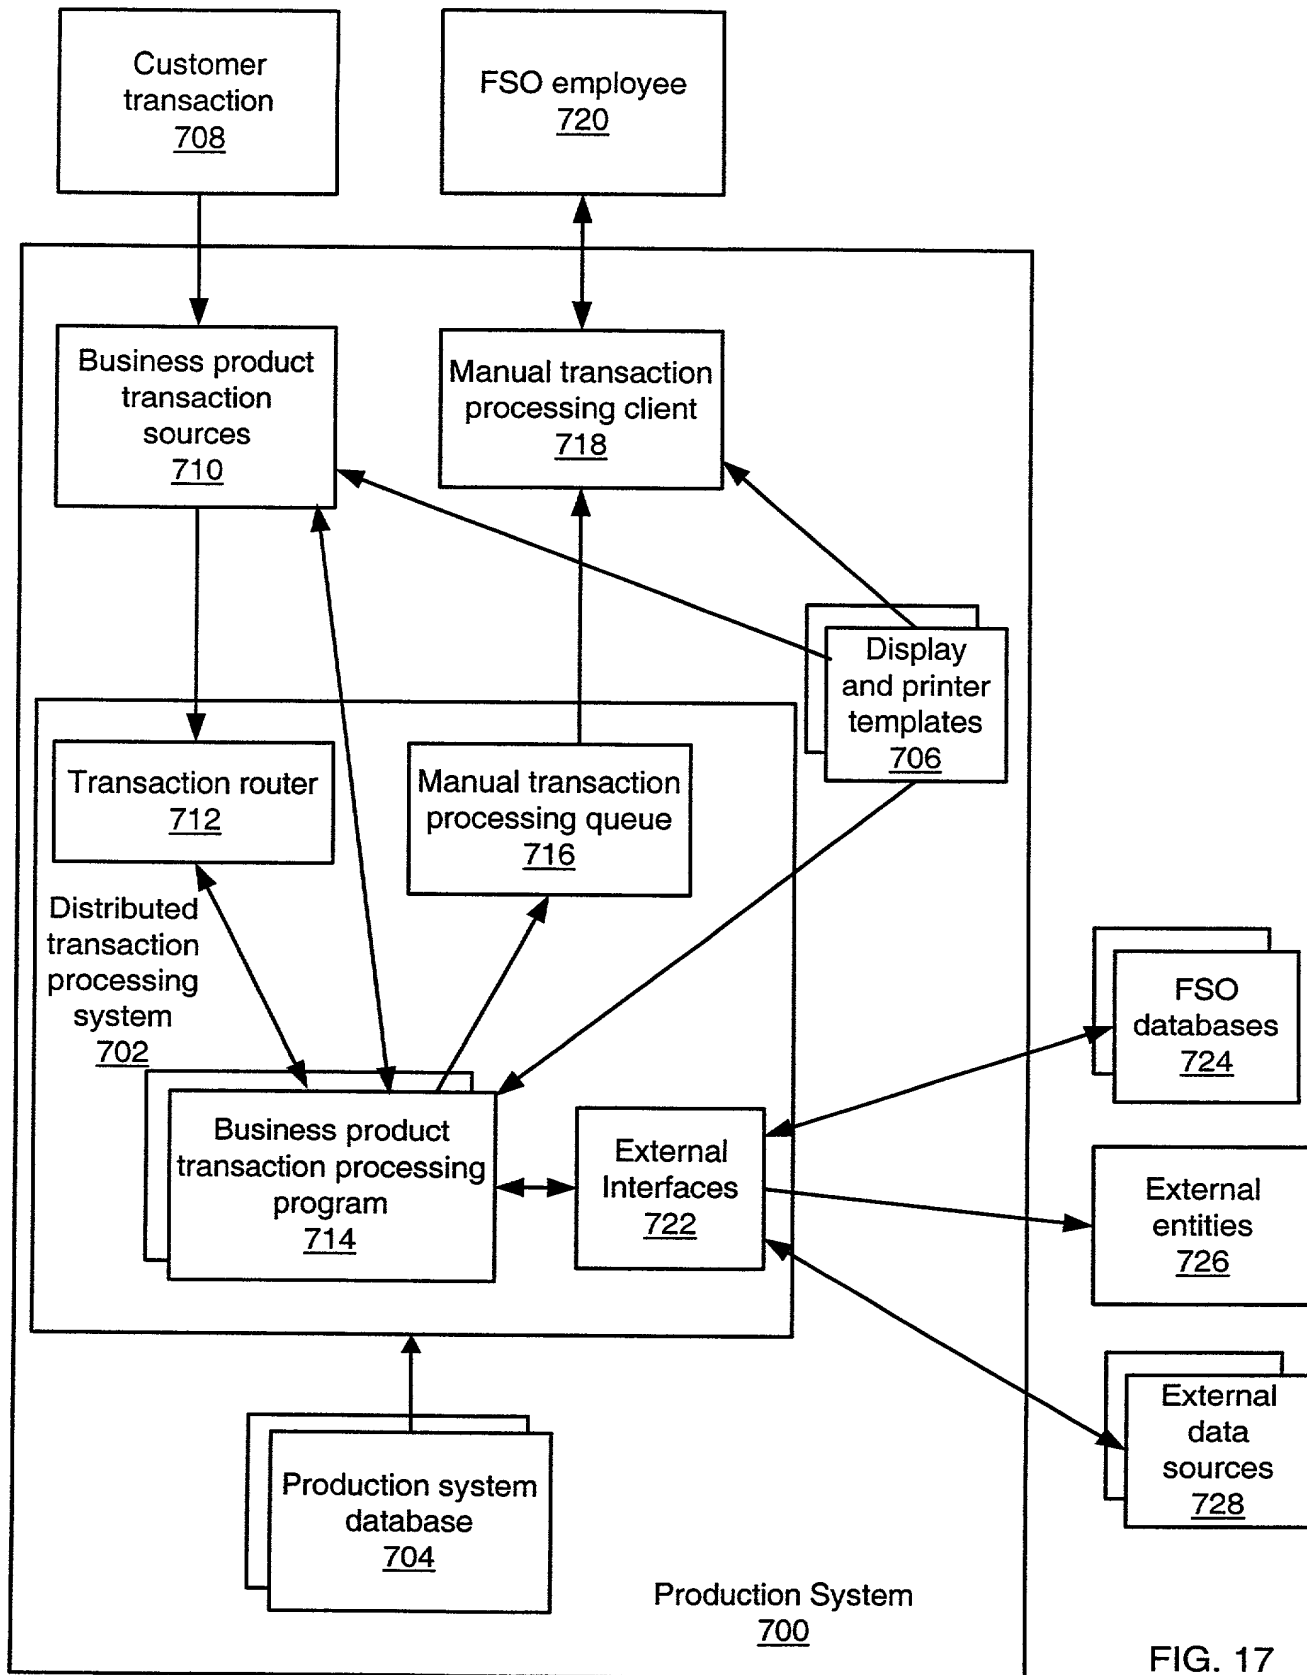 Customer
transaction
708
FSO employee
720
Business product
transaction
sources
710
Manual transaction
processing client
718
Display
and printer
templates
706
Transaction router
712
Manual transaction
processing queue
716
Distributed
transaction
processing
system
702
FSO
databases
724
Business product
transaction processing
program
714
External
Interfaces
722
External
entities
726
External
data
sources
728
Production system
database
704
Production System
700
FIG. 17